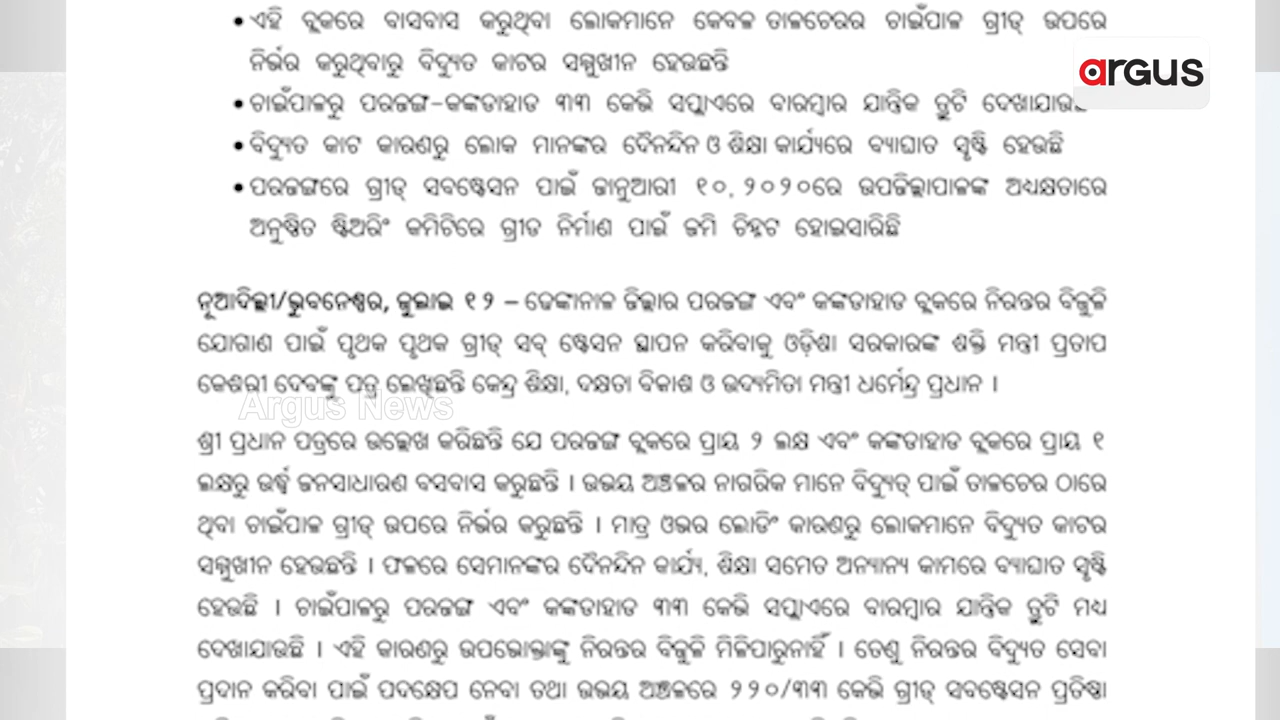 • ଏହି ବ୍ଲକରେ ବାସବାସ କରୁଥିବା ଲୋକମାନେ କେବଳ ତାଳଚେରର ଚାଇଁପାଳ ଗ୍ରୀଡ୍ ଉପରେ
ନିର୍ଭର କରୁଥିବାରୁ ବିଦ୍ୟୁତ କାଟର ସମ୍ମୁଖୀନ ହେଉଛନ୍ତି
argus
• ଚାଇଁପାଳରୁ ପରଜଙ୍ଗ-କଙ୍କଡାହାଡ ୩୩ କେଭି ସପ୍ଲାଏରେ ବାରମ୍ବାର ଯାନ୍ତ୍ରିକ ତ୍ରୁଟି
• ବିଦ୍ୟୁତ କାଟ କାରଣରୁ ଲୋକ ମାନଙ୍କର ଦୈନନ୍ଦିନ ଓ ଶିକ୍ଷା କାର୍ଯ୍ୟରେ ବ୍ୟାଘାତ ସୃଷ୍ଟି ହେଉଛି
• ପରଜଙ୍ଗରେ ଗ୍ରୀଡ୍ ସବଷ୍ଟେସନ ପାଇଁ ଜାନୁଆରୀ ୧୦, ୨୦୨୦ରେ ଉପଜିଲ୍ଲାପାଳଙ୍କ ଅଧକ୍ଷତାରେ
ଅନୁଷ୍ଠିତ ଷ୍ଟିଅରିଂ କମିଟିରେ ଗ୍ରୀଡ ନିର୍ମାଣ ପାଇଁ ଜମି ଚିହ୍ନଟ ହୋଇସାରିଛି
ନୂଆଦିଲ୍ଲୀ/ଭୁବନେଶ୍ୱର, ଜୁଲାଇ ୧୨ – ଢେଙ୍କାନାଳ ଜିଲ୍ଲାର ପରଜଙ୍ଗ ଏବଂ କଙ୍କଡାହାଡ ବ୍ଲକରେ ନିରନ୍ତର ବିଜୁଳି
ଯୋଗାଣ ପାଇଁ ପୃଥକ ପୃଥକ ଗ୍ରୀଡ୍ ସବ୍ ଷ୍ଟେସନ ସ୍ଥାପନ କରିବାକୁ ଓଡ଼ିଶା ସରକାରଙ୍କ ଶକ୍ତି ମନ୍ତ୍ରୀ ପ୍ରତାପ
କେଶରୀ ଦେବଙ୍କୁ ପତ୍ର ଲେଖିଛନ୍ତି କେନ୍ଦ୍ର ଶିକ୍ଷା, ଦକ୍ଷତା ବିକାଶ ଓ ଉଦ୍ୟମିତା ମନ୍ତ୍ରୀ ଧର୍ମେନ୍ଦ୍ର ପ୍ରଧାନ ।
Argus News
ଶ୍ରୀ ପ୍ରଧାନ ପତ୍ରରେ ଉଲ୍ଲେଖ କରିଛନ୍ତି ଯେ ପରଜଙ୍ଗ ବ୍ଲକରେ ପ୍ରାୟ ୨ ଲକ୍ଷ ଏବଂ କଙ୍କଡାହାଡ ବ୍ଲକରେ ପ୍ରାୟ ୧
ଲକ୍ଷରୁ ଉର୍ଦ୍ଧ୍ୱ ଜନସାଧାରଣ ବସବାସ କରୁଛନ୍ତି । ଉଭୟ ଅଞ୍ଚଳର ନାଗରିକ ମାନେ ବିଦ୍ୟୁତ୍ ପାଇଁ ତାଳଚେର ଠାରେ
ଥିବା ଚାଇଁପାଳ ଗ୍ରୀଡ୍ ଉପରେ ନିର୍ଭର କରୁଛନ୍ତି । ମାତ୍ର ଓଭର ଲୋଡିଂ କାରଣରୁ ଲୋକମାନେ ବିଦ୍ୟୁତ କାଟର
ସମ୍ମୁଖୀନ ହେଉଛନ୍ତି । ଫଳରେ ସେମାନଙ୍କର ଦୈନନ୍ଦିନ କାର୍ଯ୍ୟ, ଶିକ୍ଷା ସମେତ ଅନ୍ୟାନ୍ୟ କାମରେ ବ୍ୟାଘାତ ସୃଷ୍ଟି
ହେଉଛି । ଚାଇଁପାଳରୁ ପରଜଙ୍ଗ ଏବଂ କଙ୍କଡାହାଡ ୩୩ କେଭି ସପ୍ଲାଏରେ ବାରମ୍ବାର ଯାନ୍ତ୍ରିକ ତ୍ରୁଟି ମଧ୍ୟ
ଦେଖାଯାଉଛି । ଏହି କାରଣରୁ ଉପଭୋକ୍ତାଙ୍କୁ ନିରନ୍ତର ବିଜୁଳି ମିଳିପାରୁନାହିଁ । ତେଣୁ ନିରନ୍ତର ବିଦ୍ୟୁତ ସେବା
ପ୍ରଦାନ କରିବା ପାଇଁ ପଦକ୍ଷେପ ନେବା ତଥା ଉଭୟ ଅଞ୍ଚଳରେ ୨୨୦/୩୩ କେଭି ଗ୍ରୀଡ୍ ସବଷ୍ଟେସନ ପ୍ରତିଷ୍ଠା